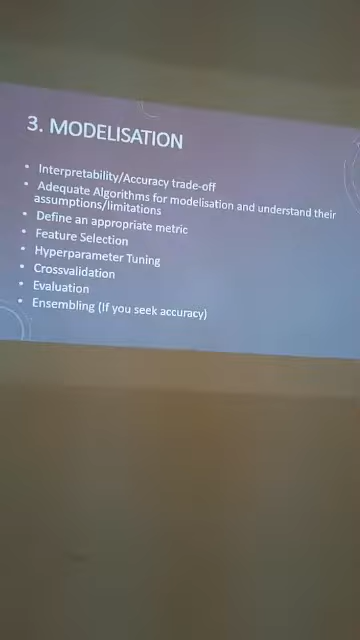 3. MODELISATION
• Interpretability/Accuracy trade-off
• Adequate Algorithms for modelisation and understand their
assumptions/limitations
• Define an appropriate metric
• Feature Selection
• Hyperparameter Tuning
• Crossvalidation
• Evaluation
• Ensembling (If you seek accuracy)